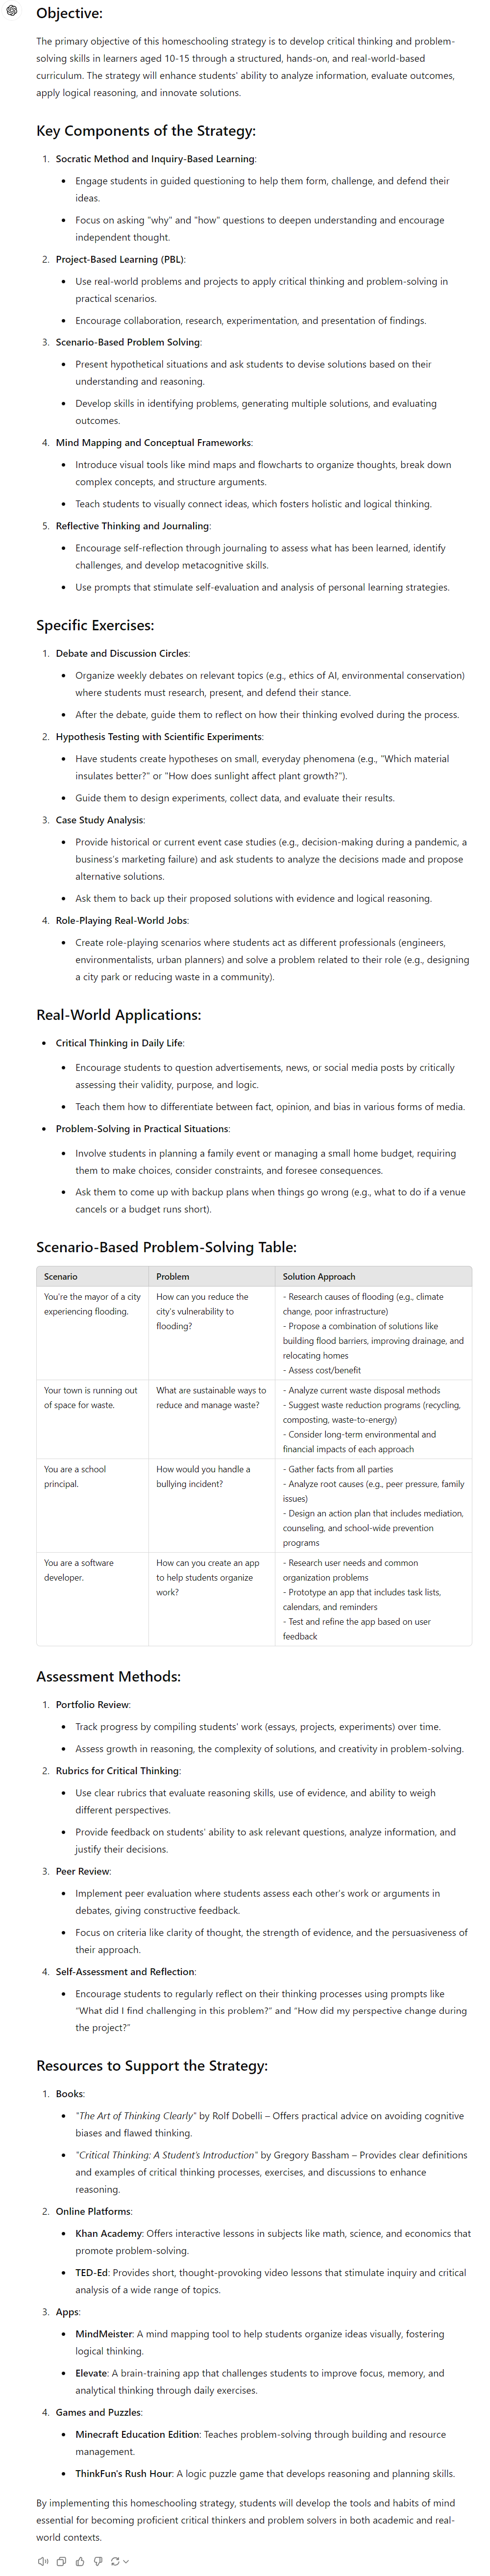 Objective:
The primary objective of this homeschooling strategy is to develop critical thinking and problem-
solving skills in learners aged 10-15 through a structured, hands-on, and real-world-based
curriculum. The strategy will enhance students' ability to analyze information, evaluate outcomes,
apply logical reasoning, and innovate solutions.
Key Components of the Strategy:
1. Socratic Method and Inquiry-Based Learning:
• Engage students in guided questioning to help them form, challenge, and defend their
ideas.
• Focus on asking "why" and "how" questions to deepen understanding and encourage
independent thought.
2. Project-Based Learning (PBL):
• Use real-world problems and projects to apply critical thinking and problem-solving in
practical scenarios.
• Encourage collaboration, research, experimentation, and presentation of findings.
3. Scenario-Based Problem Solving:
• Present hypothetical situations and ask students to devise solutions based on their
understanding and reasoning.
• Develop skills in identifying problems, generating multiple solutions, and evaluating
outcomes.
4. Mind Mapping and Conceptual Frameworks:
• Introduce visual tools like mind maps and flowcharts to organize thoughts, break down
complex concepts, and structure arguments.
• Teach students to visually connect ideas, which fosters holistic and logical thinking.
5. Reflective Thinking and Journaling:
• Encourage self-reflection through journaling to assess what has been learned, identify
challenges, and develop metacognitive skills.
• Use prompts that stimulate self-evaluation and analysis of personal learning strategies.
Specific Exercises:
1. Debate and Discussion Circles:
• Organize weekly debates on relevant topics (e.g., ethics of AI, environmental conservation)
where students must research, present, and defend their stance.
• After the debate, guide them to reflect on how their thinking evolved during the process.
2. Hypothesis Testing with Scientific Experiments:
• Have students create hypotheses on small, everyday phenomena (e.g., "Which material
insulates better?" or "How does sunlight affect plant growth?").
• Guide them to design experiments, collect data, and evaluate their results.
3. Case Study Analysis:
• Provide historical or current event case studies (e.g., decision-making during a pandemic, a
business's marketing failure) and ask students to analyze the decisions made and propose
alternative solutions.
• Ask them to back up their proposed solutions with evidence and logical reasoning.
4. Role-Playing Real-World Jobs:
• Create role-playing scenarios where students act as different professionals (engineers,
environmentalists, urban planners) and solve a problem related to their role (e.g., designing
a city park or reducing waste in a community).
Real-World Applications:
• Critical Thinking in Daily Life:
• Encourage students to question advertisements, news, or social media posts by critically
assessing their validity, purpose, and logic.
• Teach them how to differentiate between fact, opinion, and bias in various forms of media.
• Problem-Solving in Practical Situations:
• Involve students in planning a family event or managing a small home budget, requiring
them to make choices, consider constraints, and foresee consequences.
• Ask them to come up with backup plans when things go wrong (e.g., what to do if a venue
cancels or a budget runs short).
Scenario-Based Problem-Solving Table:
Scenario Problem Solution Approach
You're the mayor of a city
experiencing flooding.
How can you reduce the
city's vulnerability to
flooding?
- Research causes of flooding (e.g., climate
change, poor infrastructure)
- Propose a combination of solutions like
building flood barriers, improving drainage, and
relocating homes
- Assess cost/benefit
Your town is running out
of space for waste.
What are sustainable ways to
reduce and manage waste?
- Analyze current waste disposal methods
- Suggest waste reduction programs (recycling,
composting, waste-to-energy)
- Consider long-term environmental and
financial impacts of each approach
You are a school
principal.
How would you handle a
bullying incident?
- Gather facts from all parties
- Analyze root causes (e.g., peer pressure, family
issues)
- Design an action plan that includes mediation,
counseling, and school-wide prevention
programs
You are a software
developer.
How can you create an app
to help students organize
work?
- Research user needs and common
organization problems
- Prototype an app that includes task lists,
calendars, and reminders
- Test and refine the app based on user
feedback
Assessment Methods:
1. Portfolio Review:
• Track progress by compiling students' work (essays, projects, experiments) over time.
• Assess growth in reasoning, the complexity of solutions, and creativity in problem-solving.
2. Rubrics for Critical Thinking:
• Use clear rubrics that evaluate reasoning skills, use of evidence, and ability to weigh
different perspectives.
• Provide feedback on students' ability to ask relevant questions, analyze information, and
justify their decisions.
3. Peer Review:
• Implement peer evaluation where students assess each other's work or arguments in
debates, giving constructive feedback.
• Focus on criteria like clarity of thought, the strength of evidence, and the persuasiveness of
their approach.
4. Self-Assessment and Reflection:
• Encourage students to regularly reflect on their thinking processes using prompts like
"What did I find challenging in this problem?" and "How did my perspective change during
the project?"
Resources to Support the Strategy:
1. Books:
• "The Art of Thinking Clearly" by Rolf Dobelli – Offers practical advice on avoiding cognitive
biases and flawed thinking.
• "Critical Thinking: A Student's Introduction" by Gregory Bassham – Provides clear definitions
and examples of critical thinking processes, exercises, and discussions to enhance
reasoning.
2. Online Platforms:
• Khan Academy: Offers interactive lessons in subjects like math, science, and economics that
promote problem-solving.
• TED-Ed: Provides short, thought-provoking video lessons that stimulate inquiry and critical
analysis of a wide range of topics.
3. Apps:
• MindMeister: A mind mapping tool to help students organize ideas visually, fostering
logical thinking.
• Elevate: A brain-training app that challenges students to improve focus, memory, and
analytical thinking through daily exercises.
4. Games and Puzzles:
• Minecraft Education Edition: Teaches problem-solving through building and resource
management.
• ThinkFun's Rush Hour: A logic puzzle game that develops reasoning and planning skills.
By implementing this homeschooling strategy, students will develop the tools and habits of mind
essential for becoming proficient critical thinkers and problem solvers in both academic and real-
world contexts.